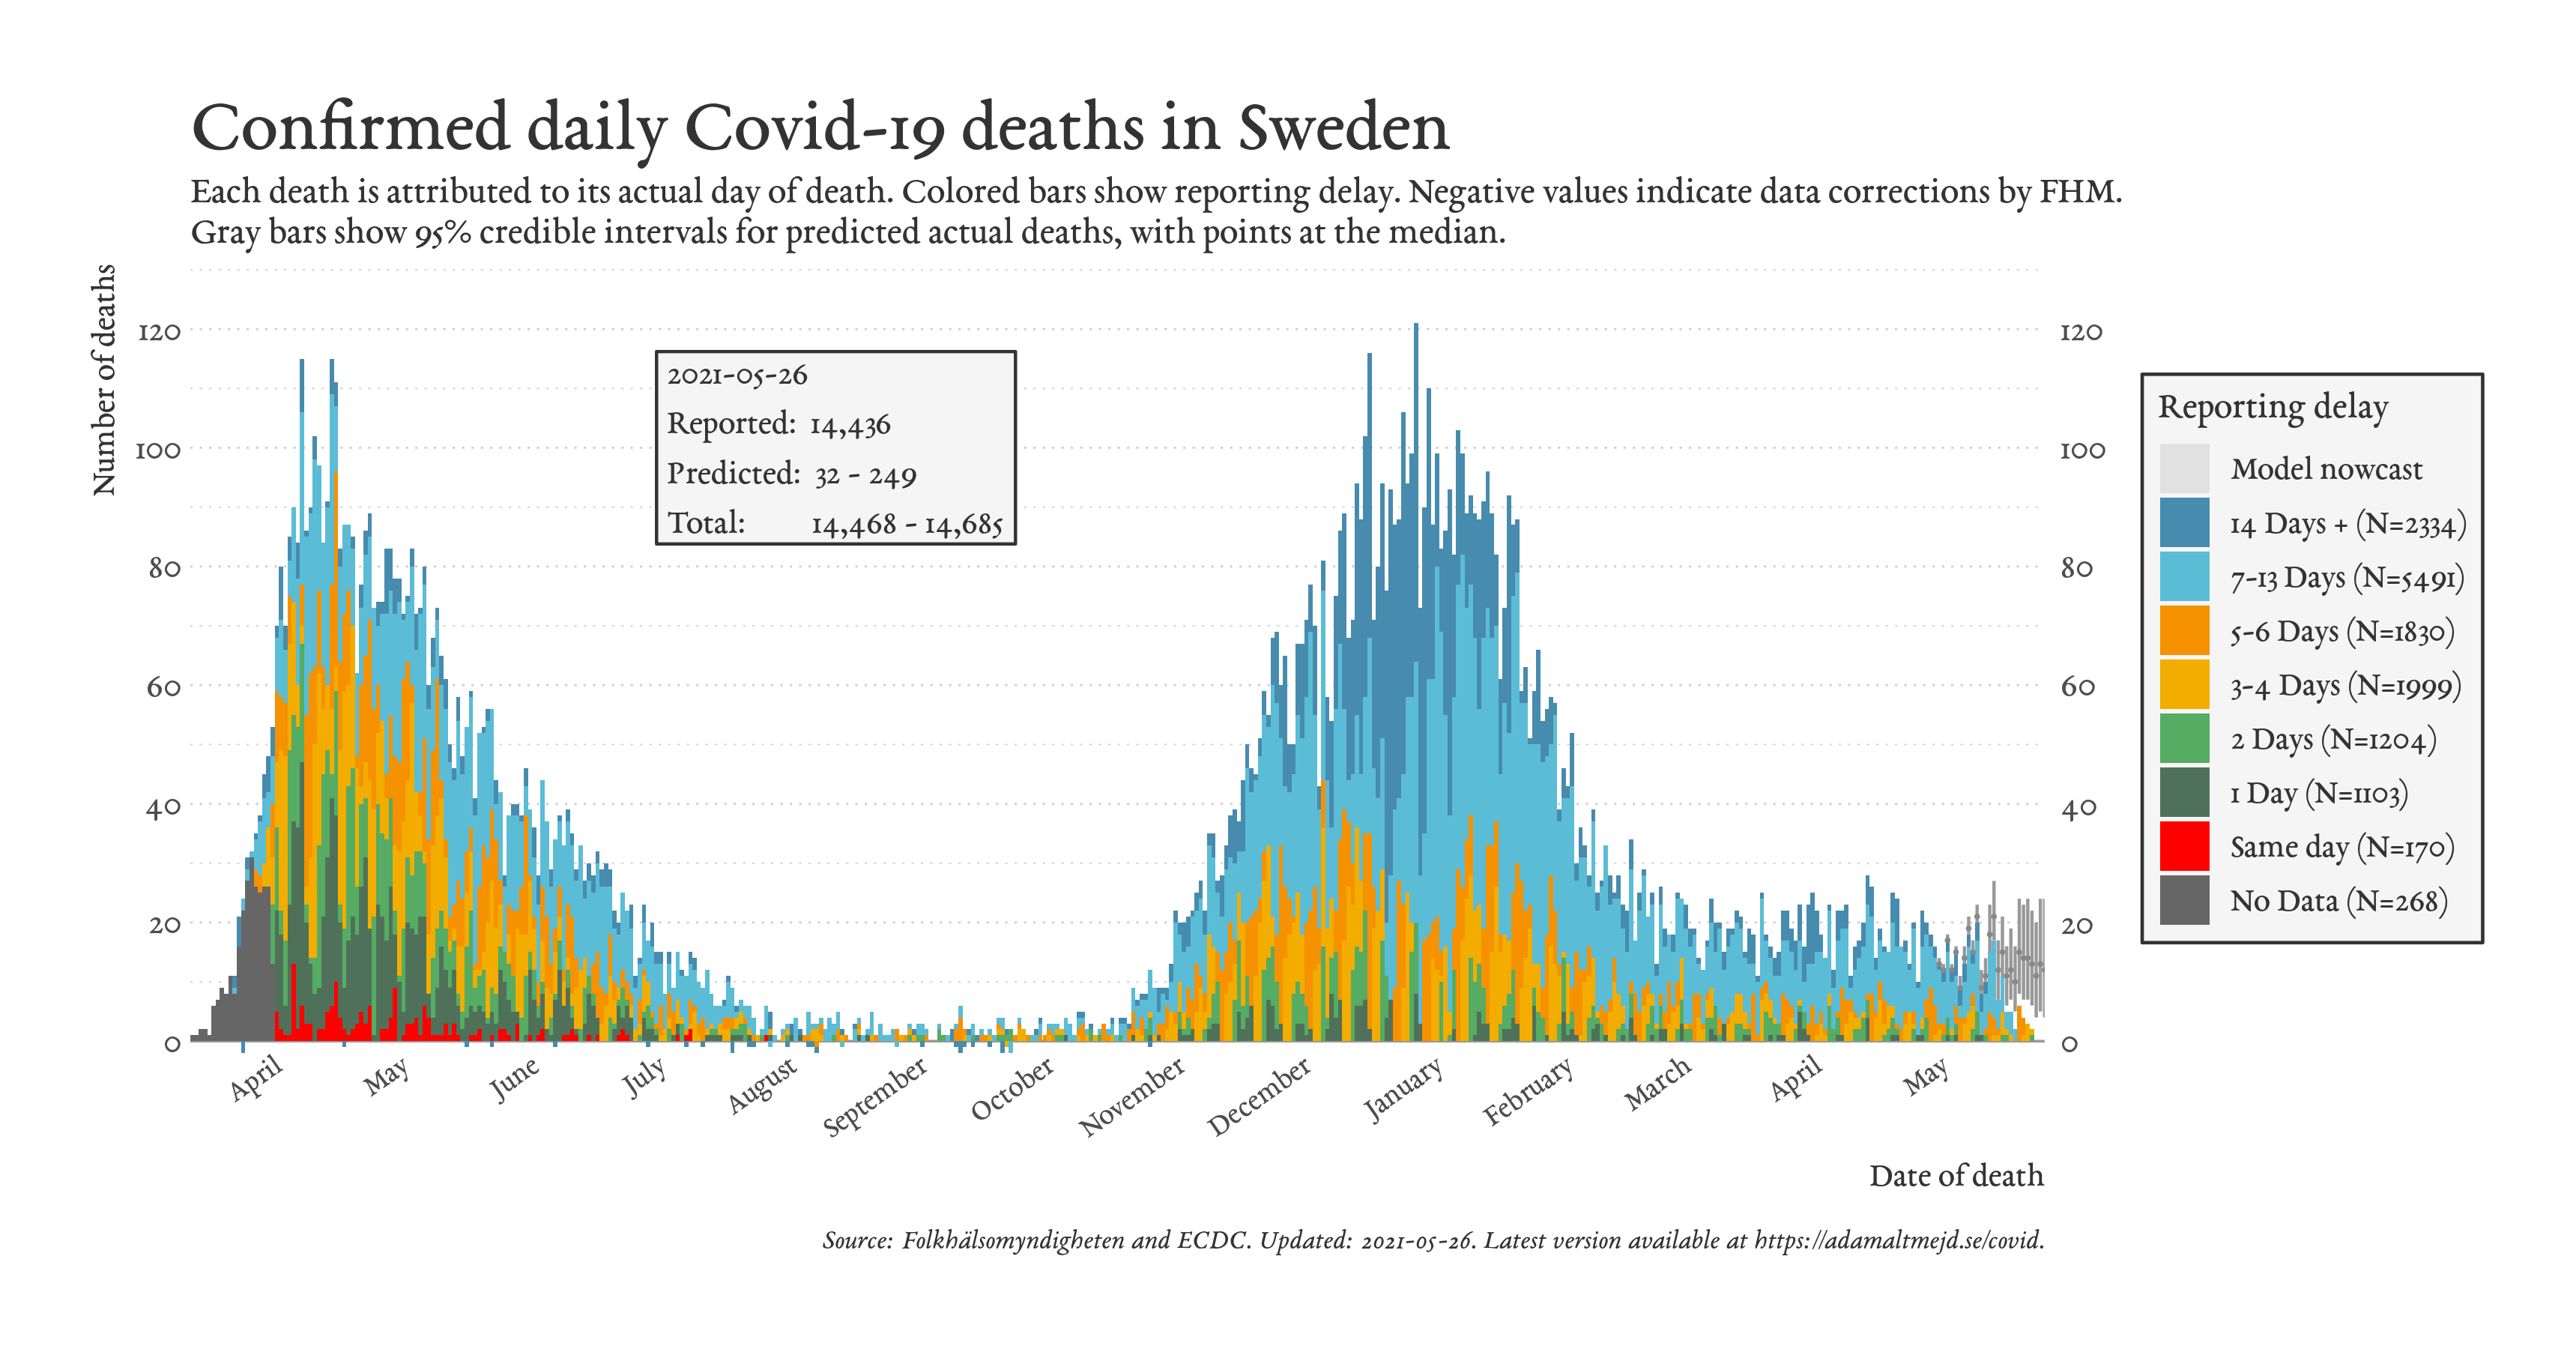 Confirmed daily Covid-19 deaths in Sweden
Each death is attributed to its actual day of death. Colored bars show reporting delay. Negative values indicate data corrections by FHM.
Gray bars show 95% credible intervals for predicted actual deaths, with points at the median.
Number of deaths
120
100
80
60
40
20
0
2021-05-26
Reported: 14,436
Predicted: 32 - 249
Total: 14,468 - 14,685
120
100
80
60
40
20
0
Reporting delay
Model nowcast
14 Days + (N=2334)
7-13 Days (N=5491)
5-6 Days (N=1830)
3-4 Days (N=1999)
2 Days (N=1204)
1 Day (N=1103)
Same day (N=170)
No Data (N=268)
April
May
June
July
August
September
October
November
December
January
February
March
April
May
Date of death
Source: Folkhälsomyndigheten and ECDC. Updated: 2021-05-26. Latest version available at https://adamaltmejd.se/covid.